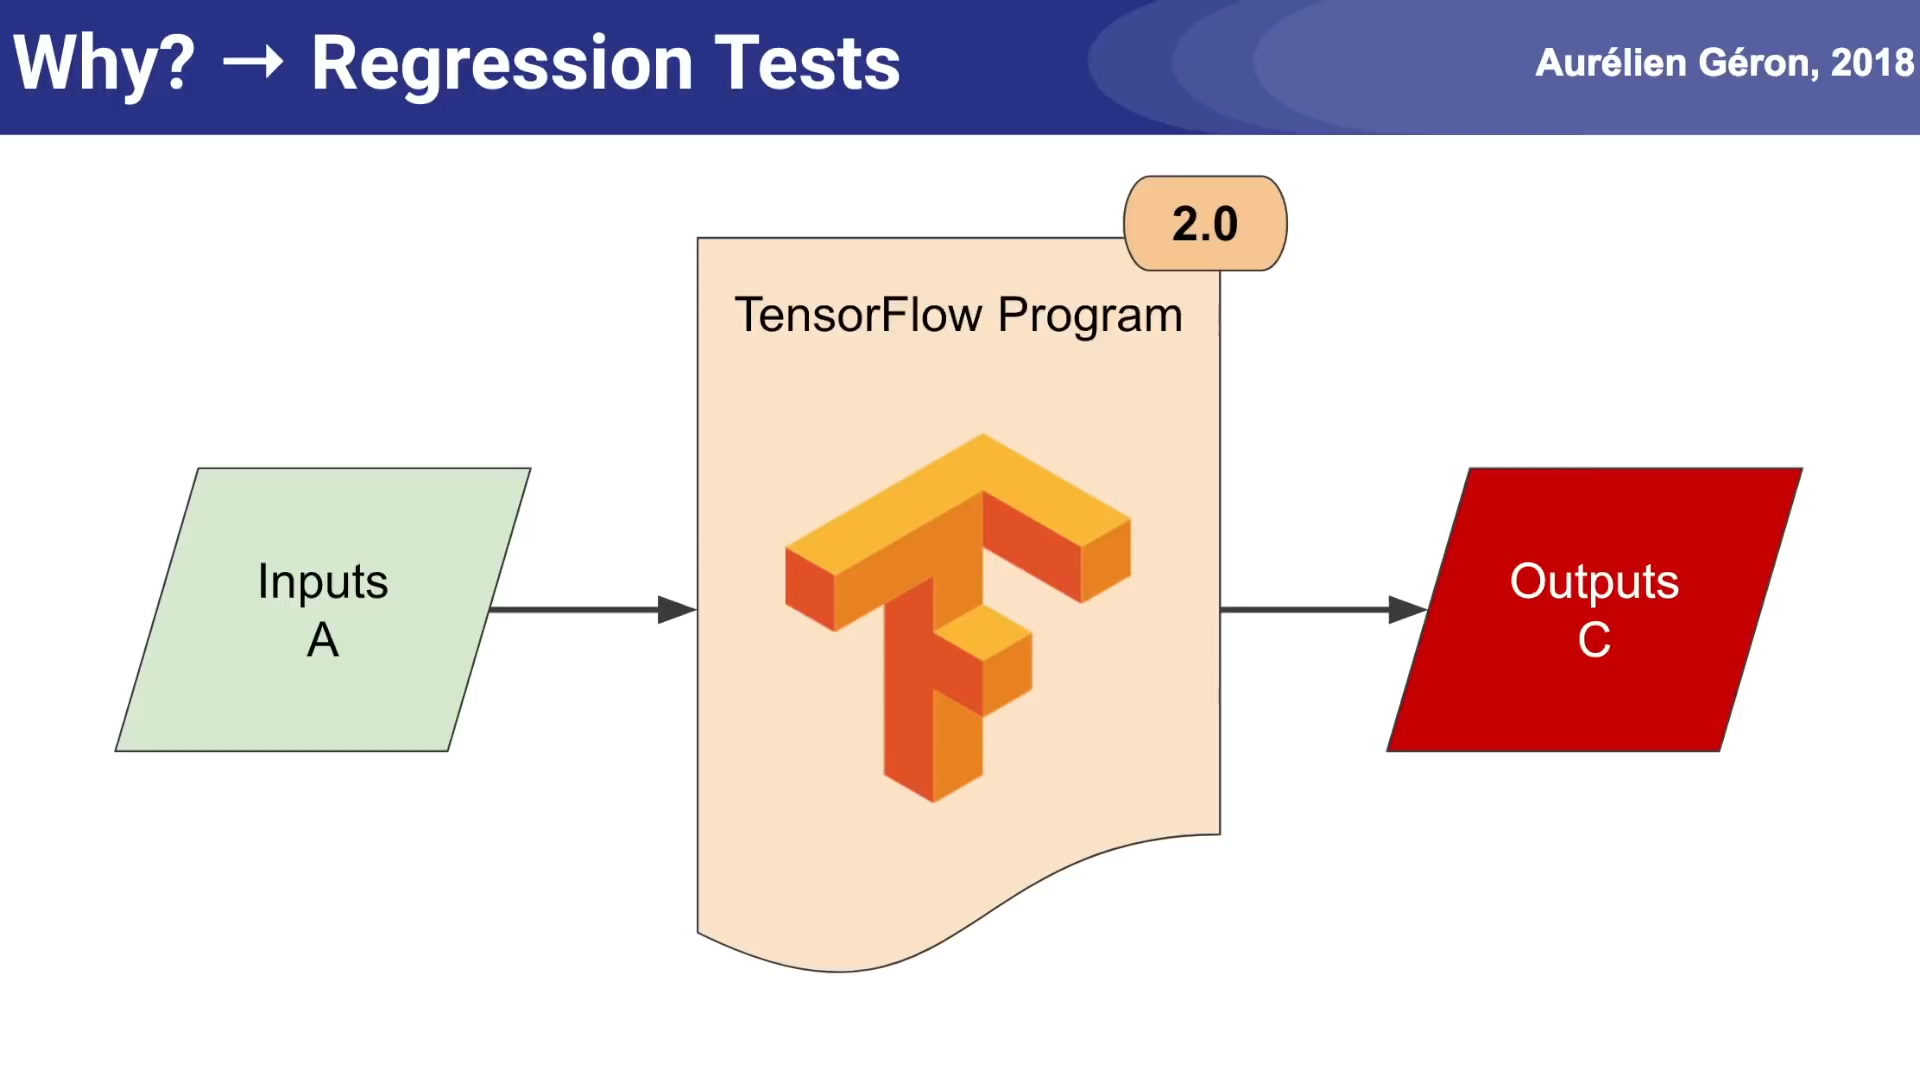 Why? → Regression Tests
Aurélien Géron, 2018
2.0
TensorFlow Program
Inputs
A
Outputs
C